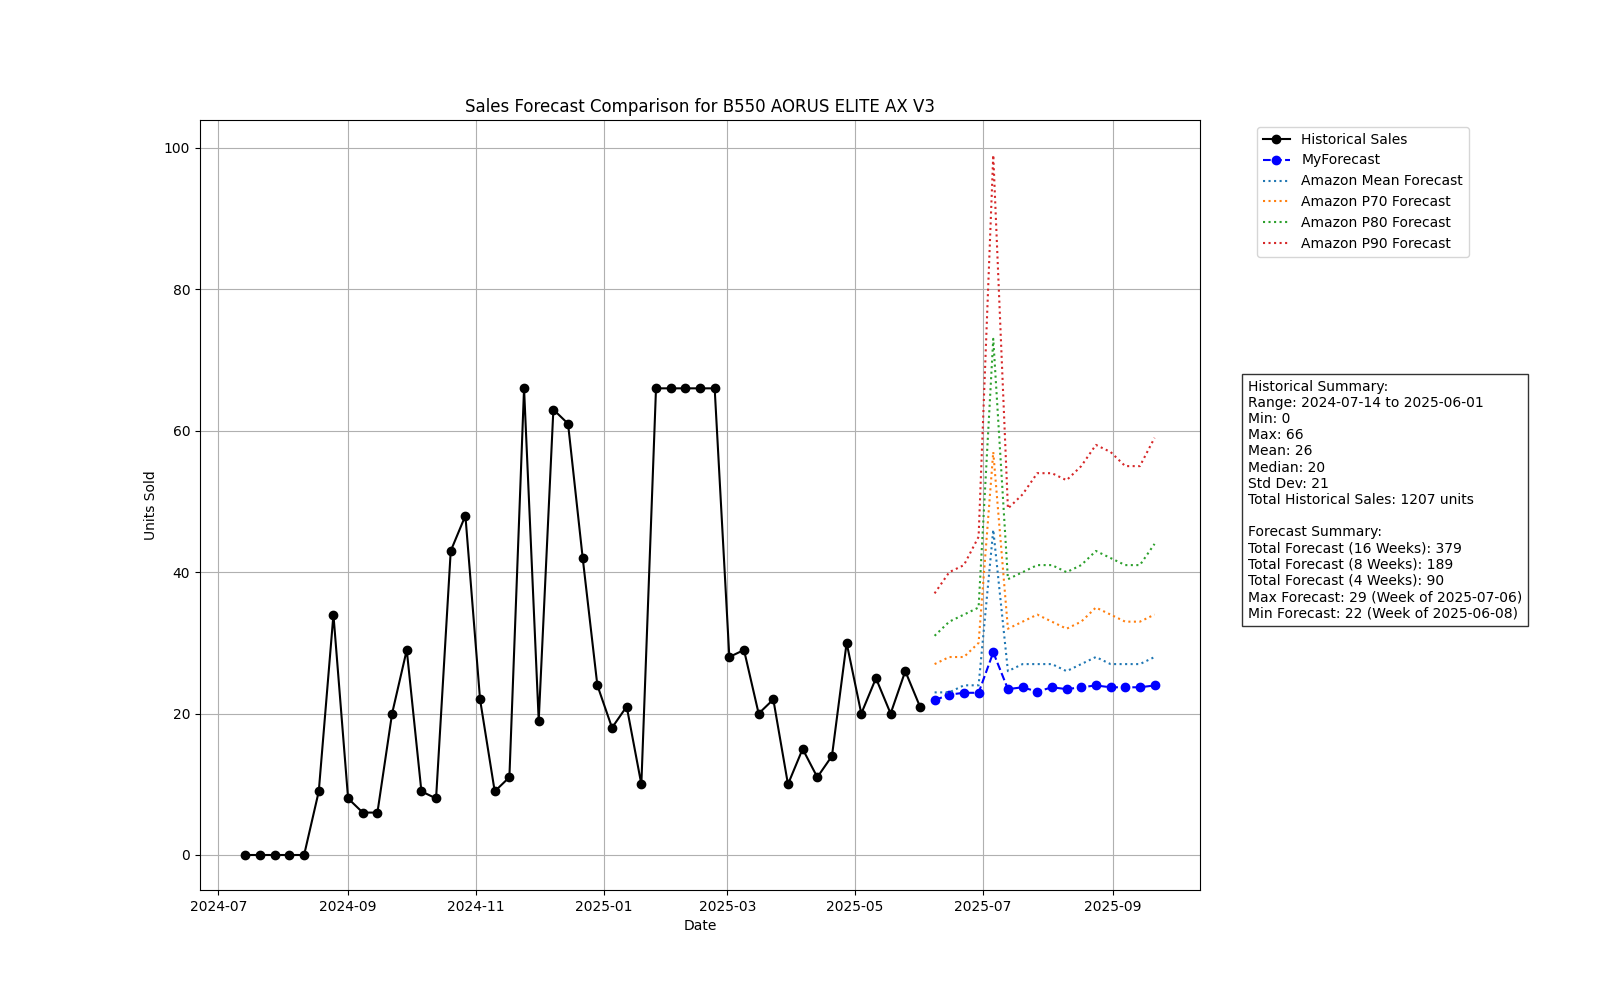 Sales Forecast Comparison for B550 AORUS ELITE AX V3
100
80
60
40
20
0
Units Sold
2024-07
2024-09
2024-11
2025-01
2025-03
2025-05
2025-07
2025-09
Date
Historical Sales
MyForecast
Amazon Mean Forecast
Amazon P70 Forecast
Amazon P80 Forecast
Amazon P90 Forecast
Historical Summary:
Range: 2024-07-14 to 2025-06-01
Min: 0
Max: 66
Mean: 26
Median: 20
Std Dev: 21
Total Historical Sales: 1207 units
Forecast Summary:
Total Forecast (16 Weeks): 379
Total Forecast (8 Weeks): 189
Total Forecast (4 Weeks): 90
Max Forecast: 29 (Week of 2025-07-06)
Min Forecast: 22 (Week of 2025-06-08)